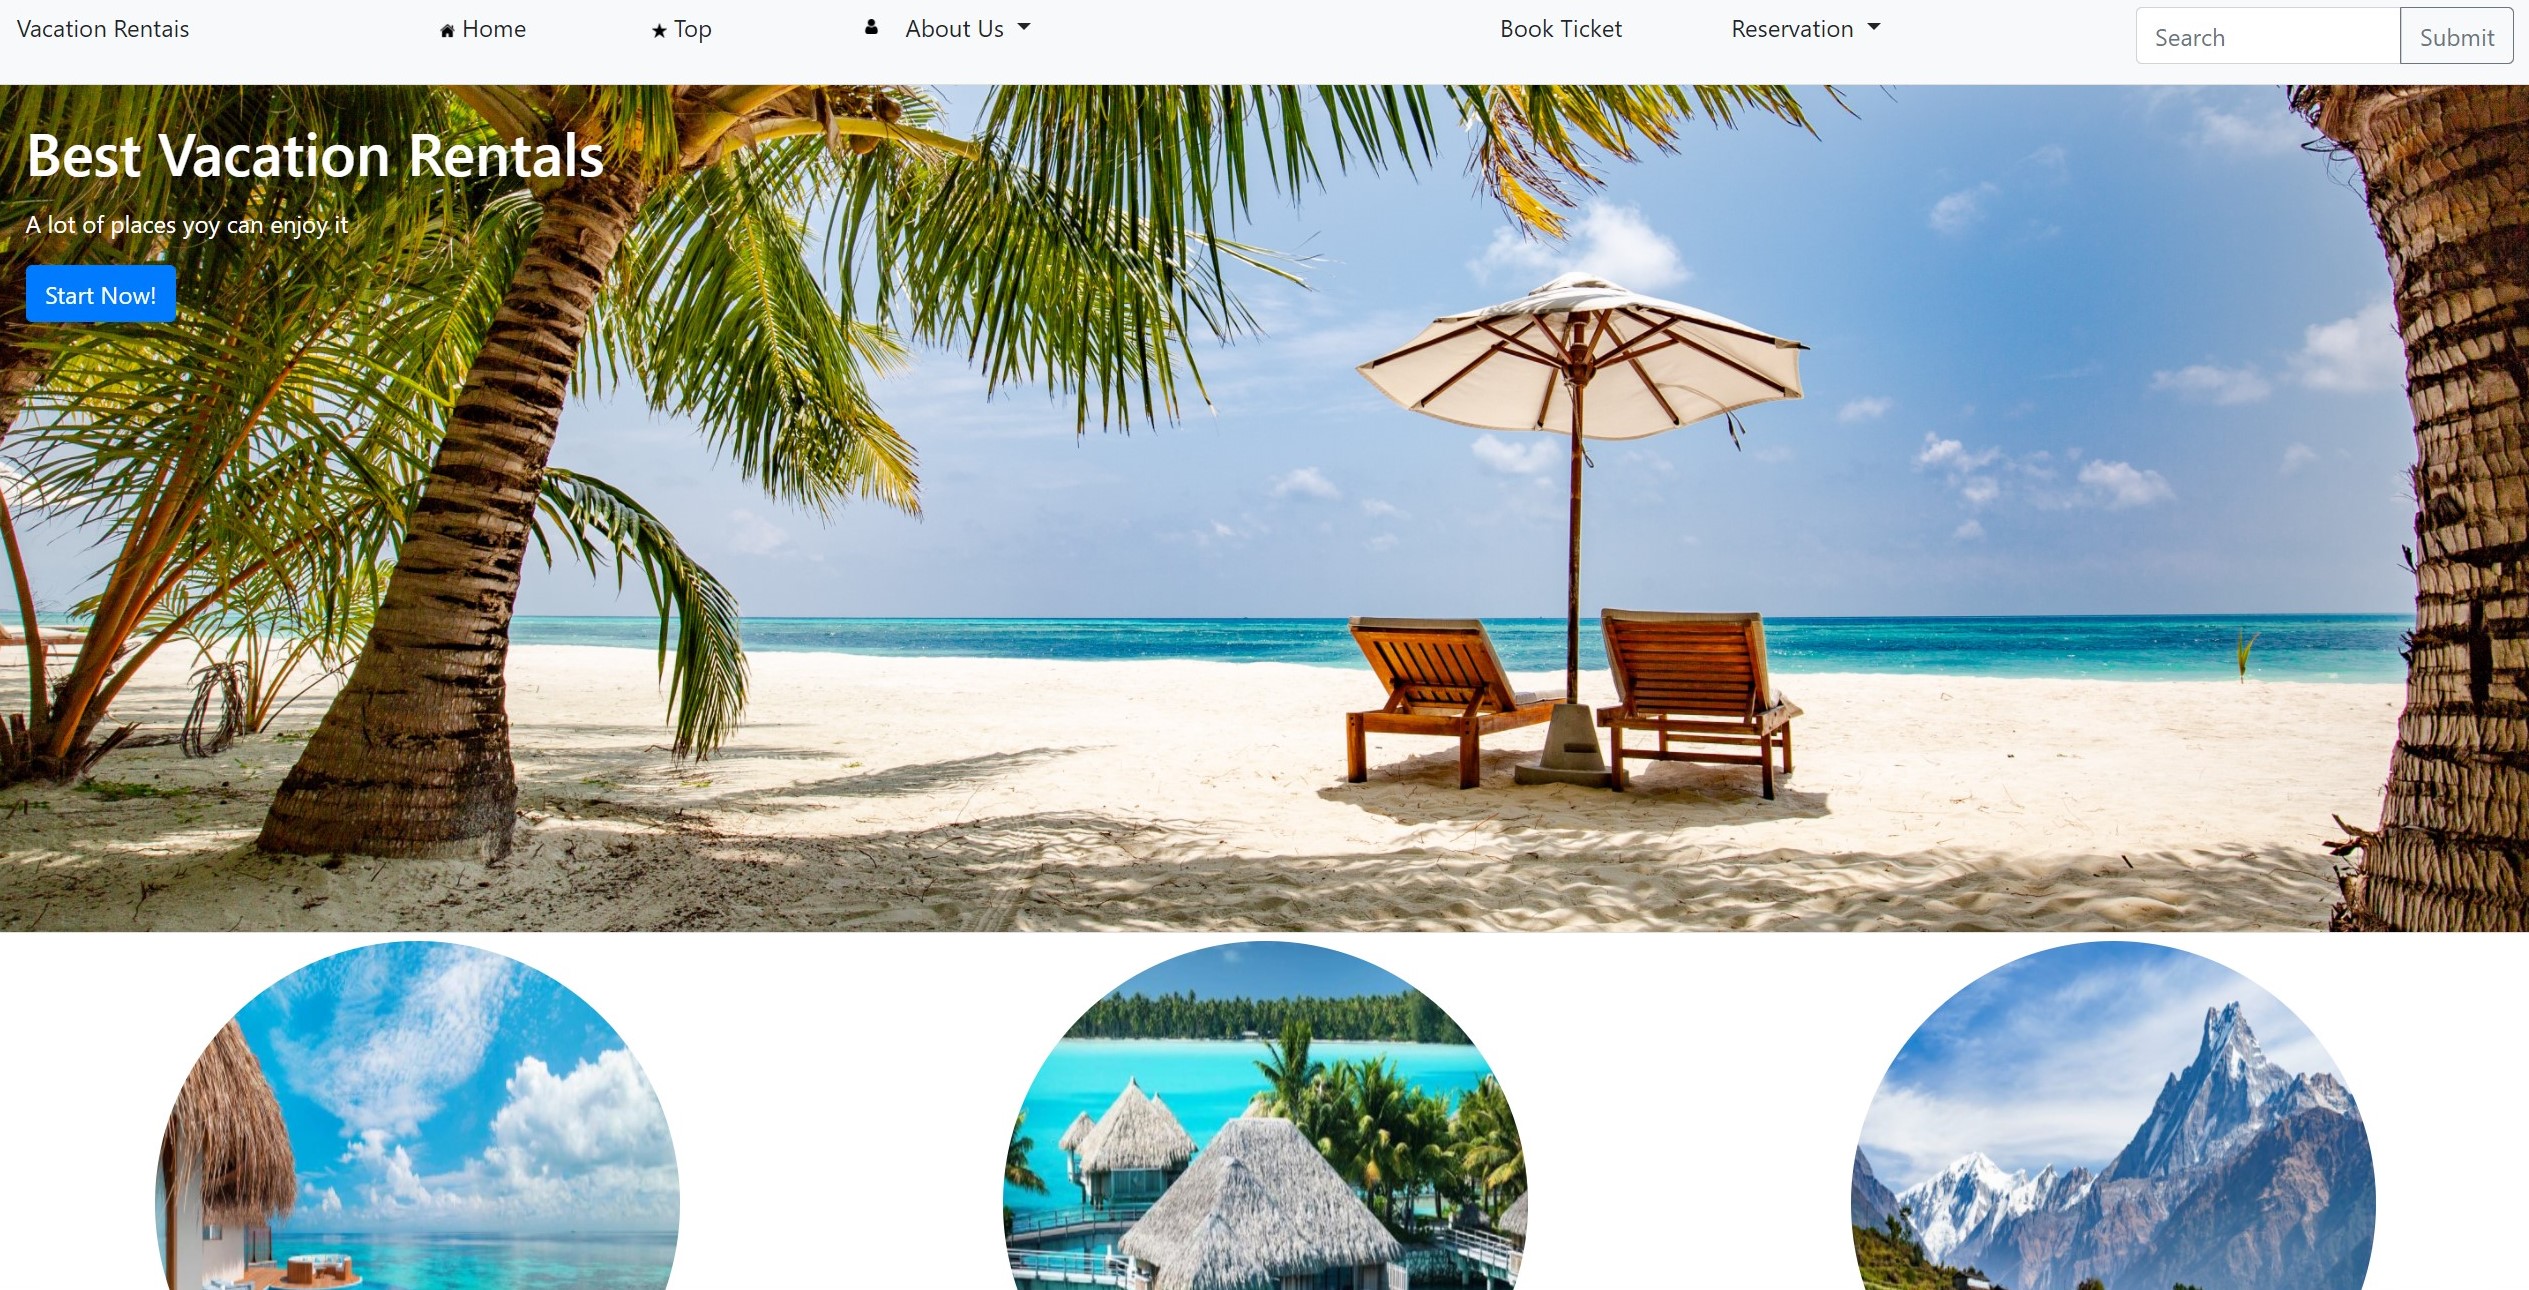 Vacation Rentais Home Top About Us Book Ticket Reservation Search Submit
Best Vacation Rentals
A lot of places yoy can enjoy it
Start Now!